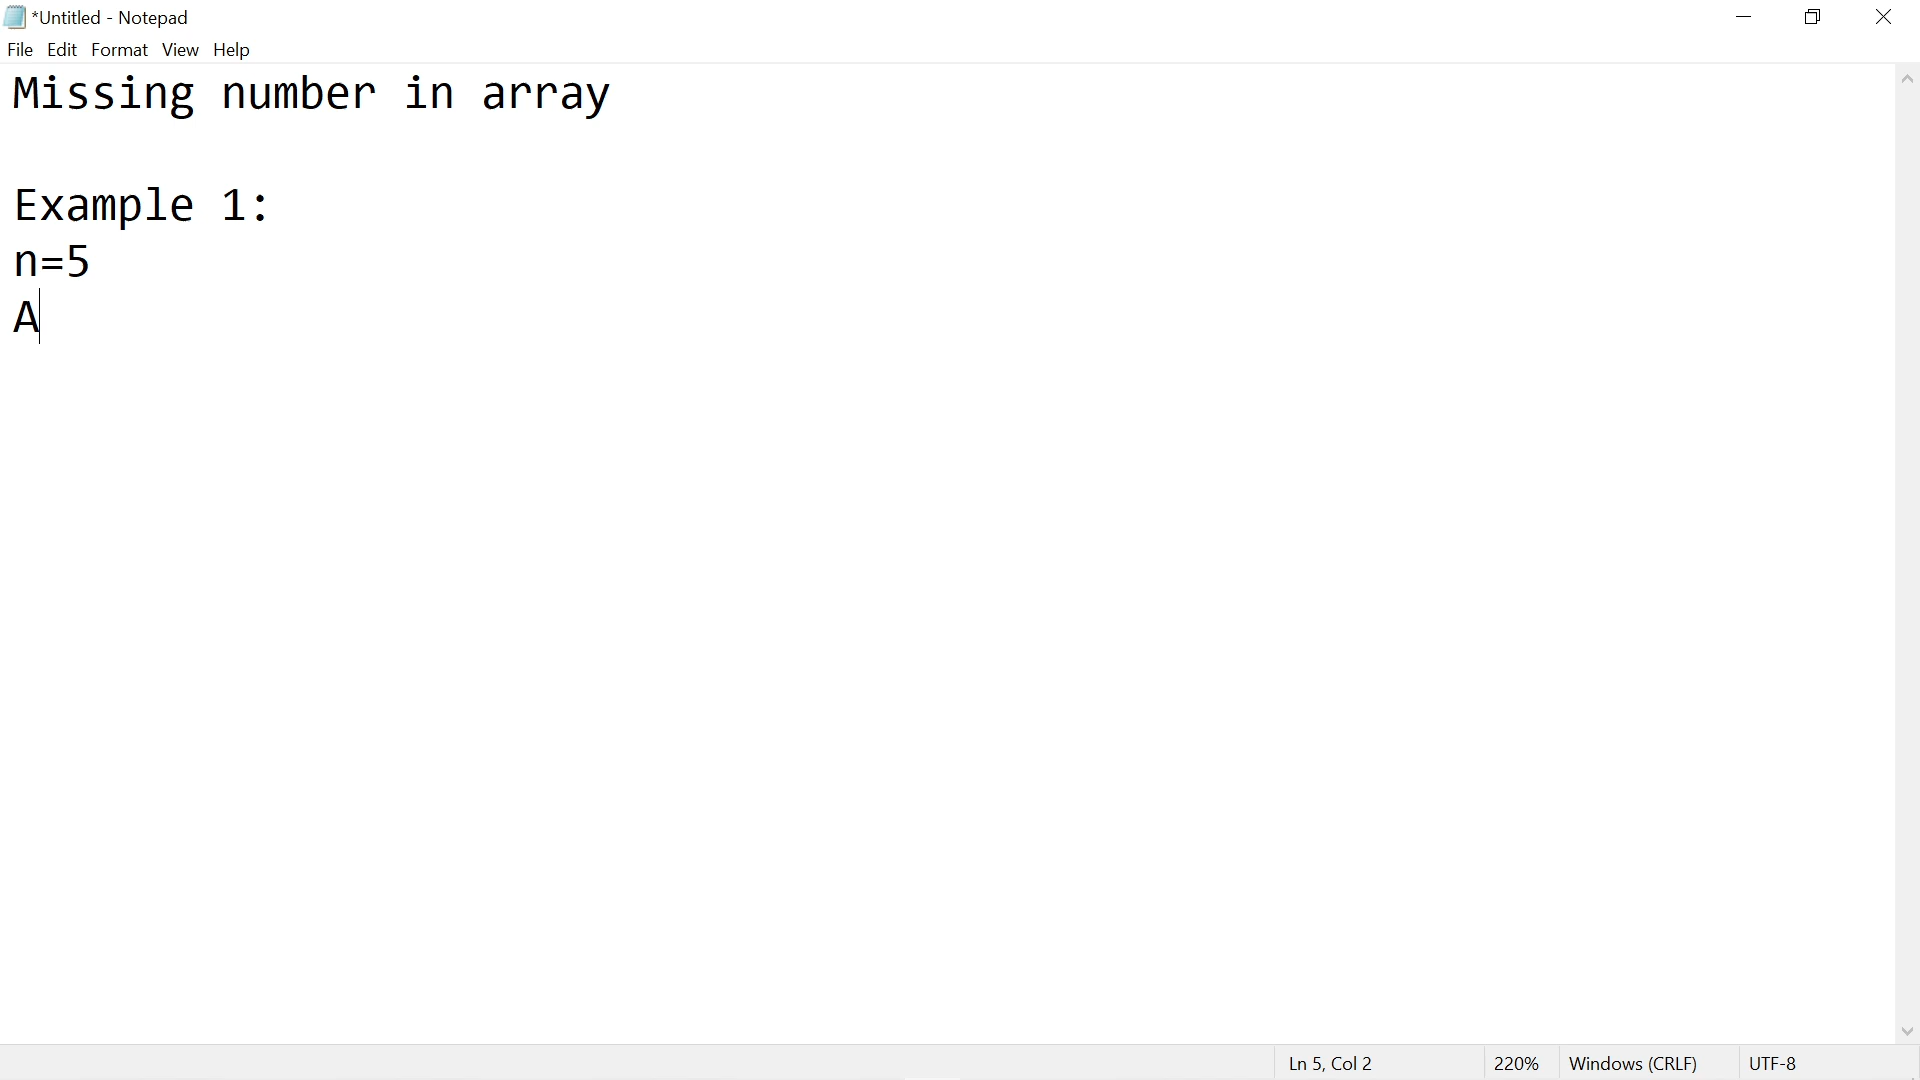 *Untitled - Notepad
File Edit Format View Help
Missing number in array
Example 1:
n=5
A
Ln 5, Col 2 220% Windows (CRLF) UTF-8